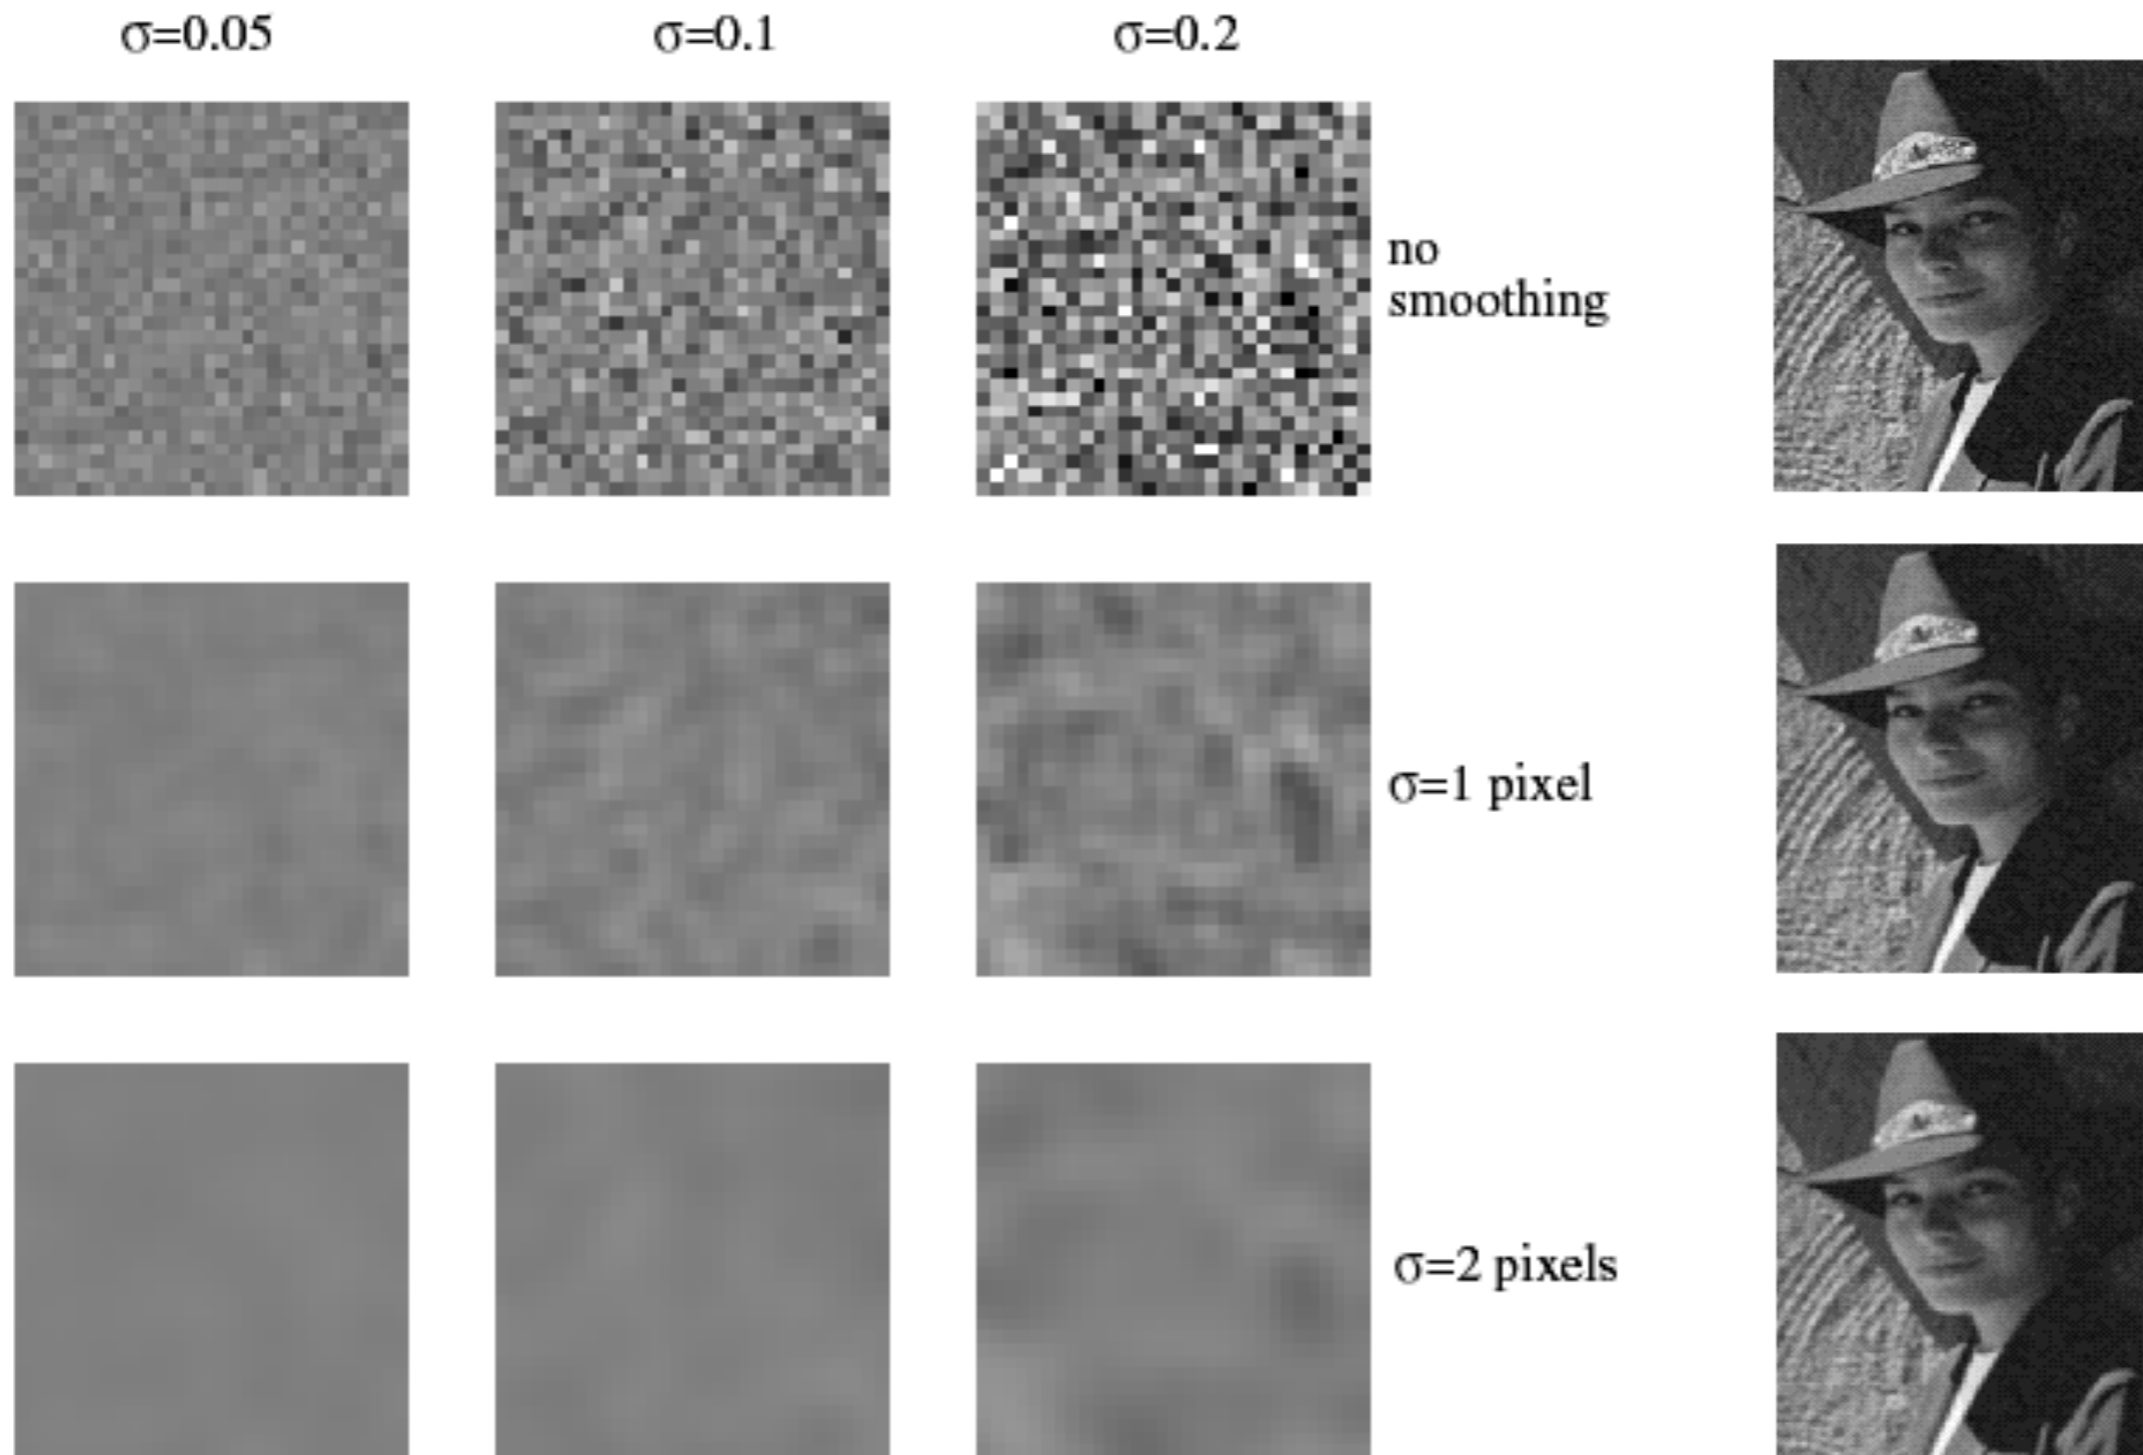 σ=0.05
σ=0.1
σ=0.2
no
smoothing
σ=1 pixel
σ=2 pixels